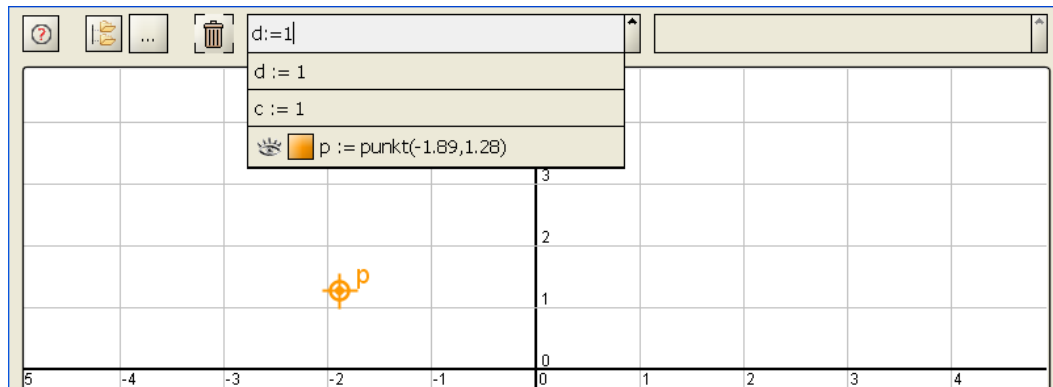 ? ... d:=1
d := 1
c := 1
p := punkt(-1.89,1.28)
3
2
p
1
0
5 -4 -3 -2 -1 0 1 2 3 4